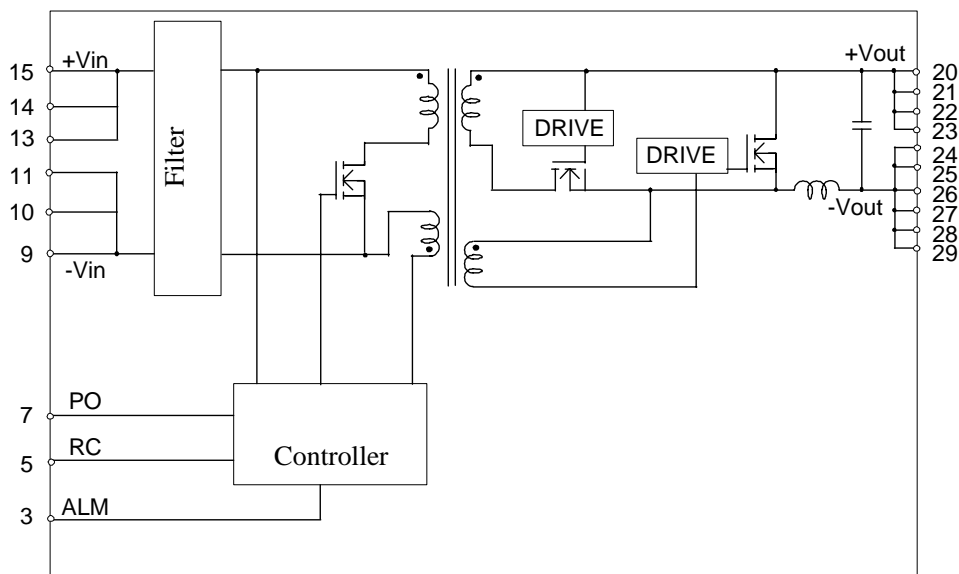 15
+Vin
14
13
11
10
9
-Vin
Filter
DRIVE
DRIVE
+Vout
20
21
22
23
24
25
26
-Vout
27
28
29
7
PO
5
RC
Controller
3
ALM